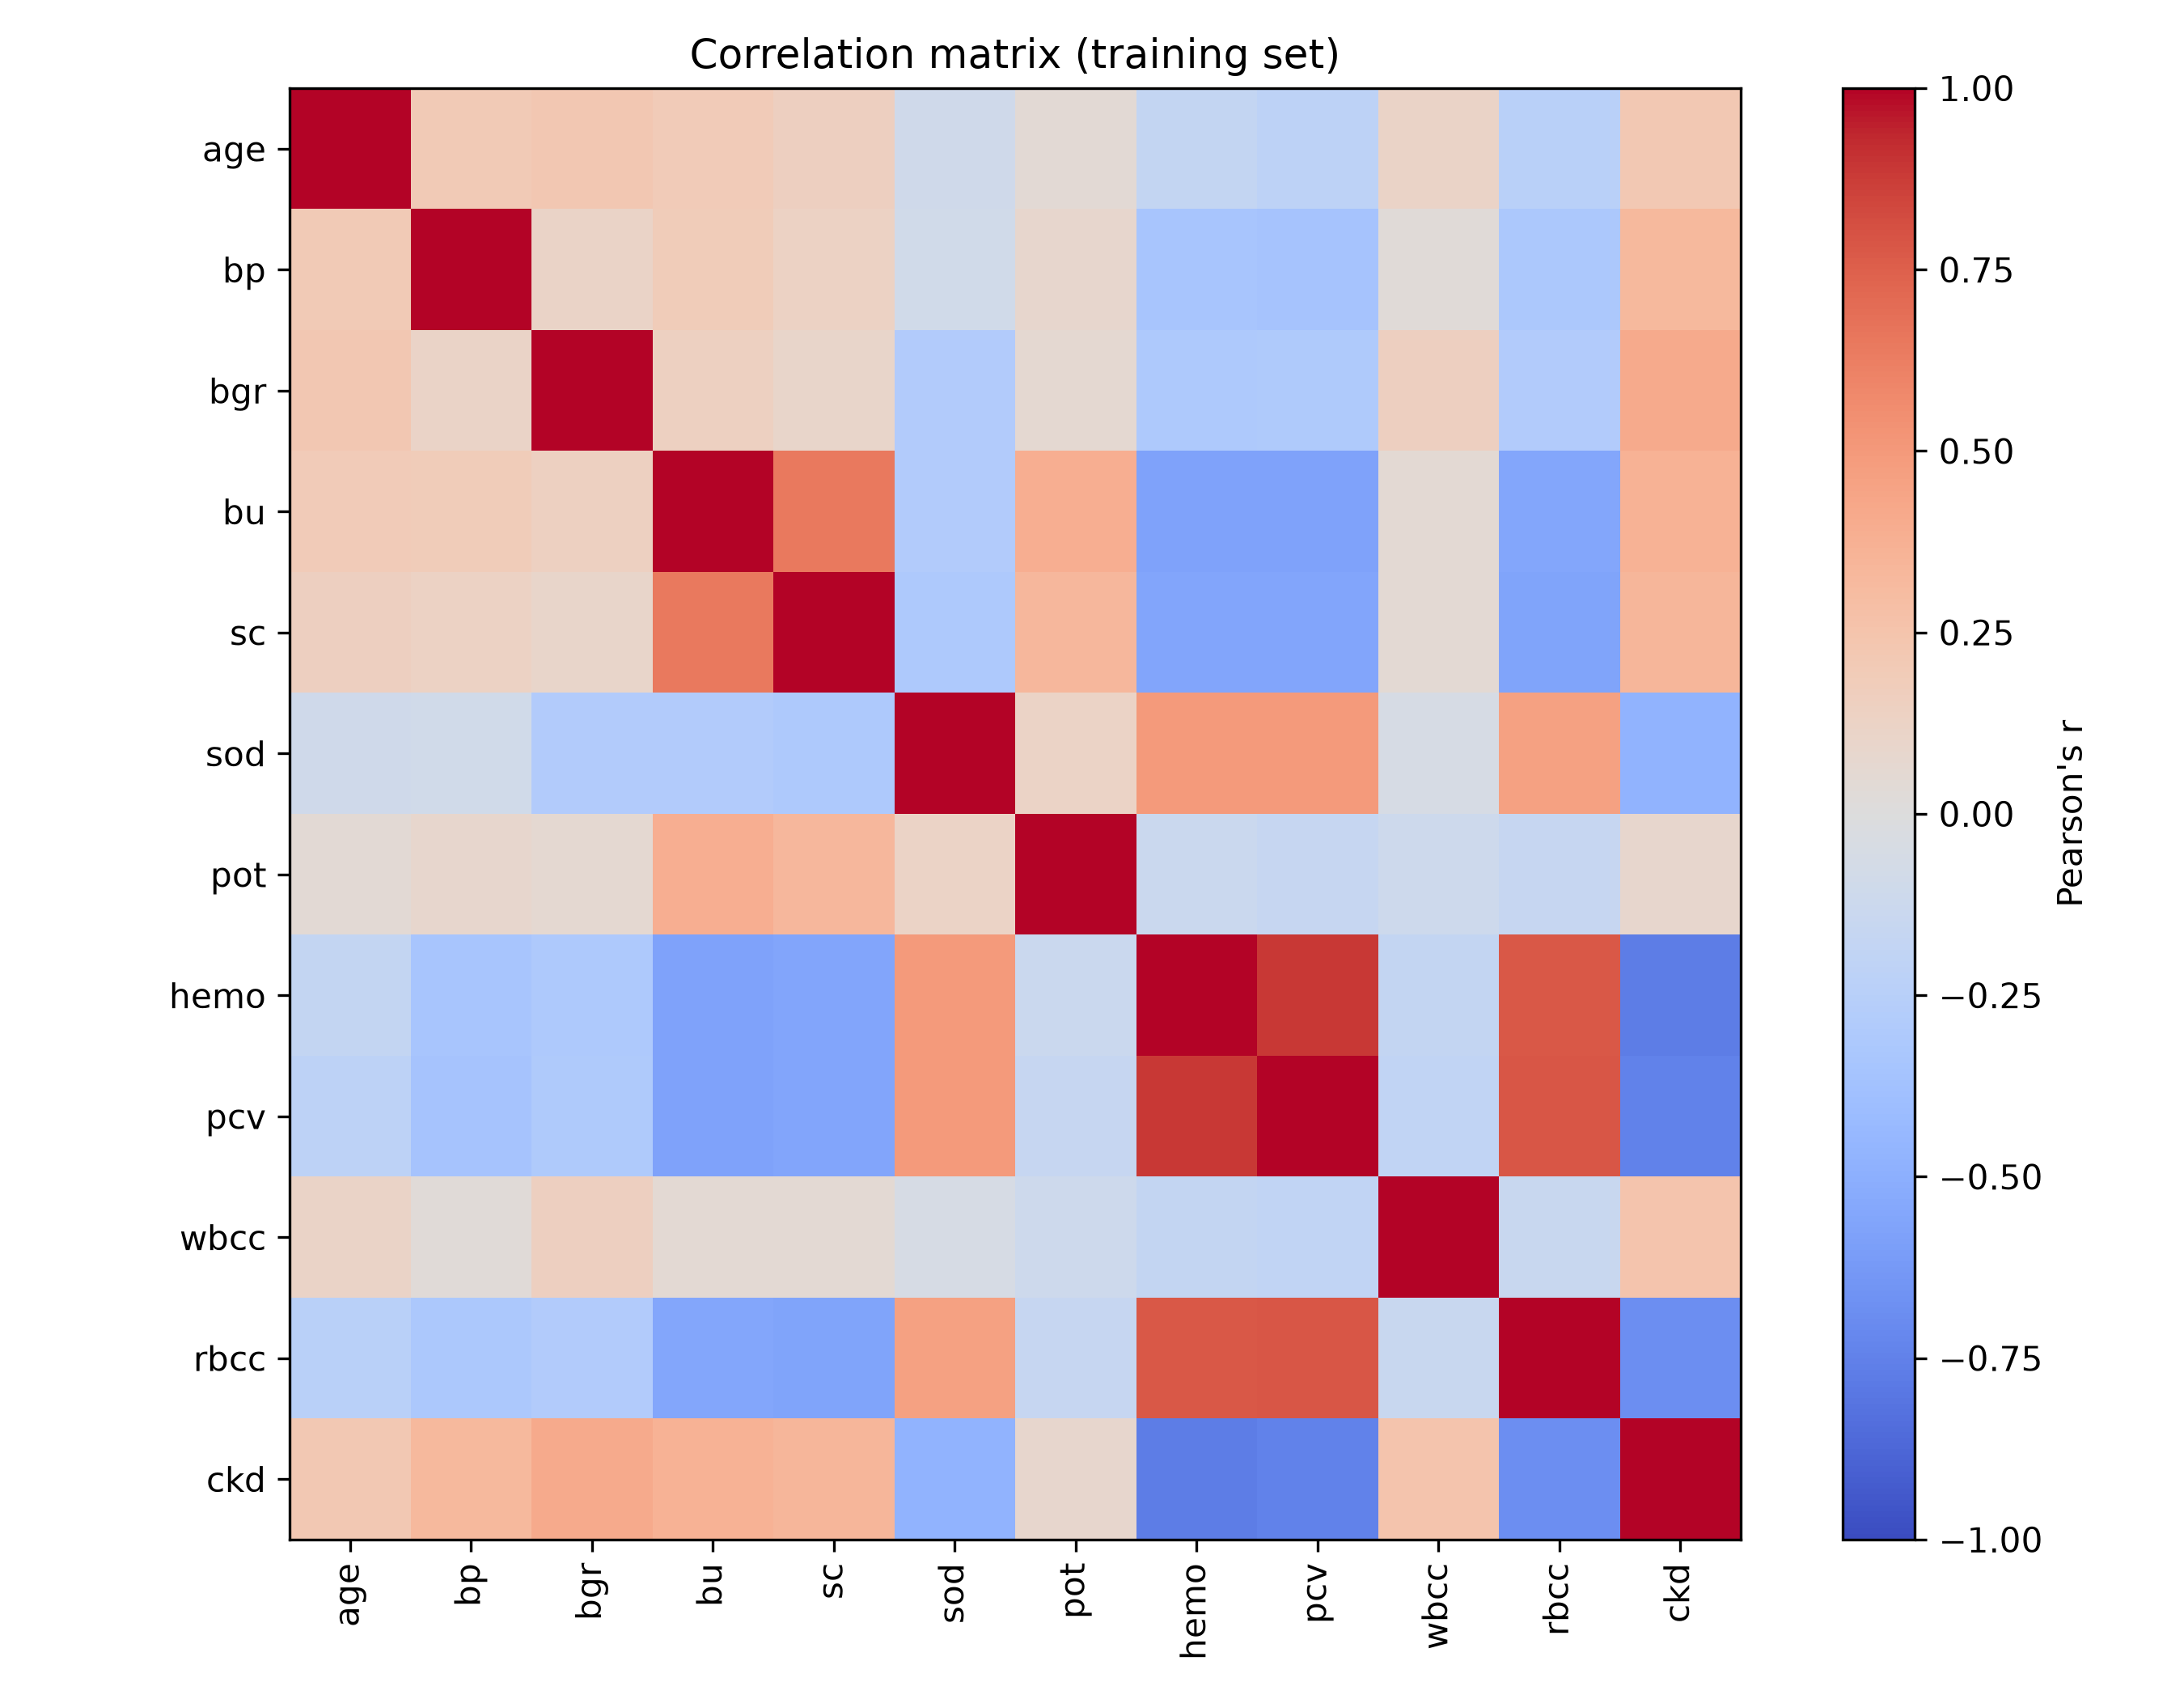 Correlation matrix (training set)
age
bp
bgr
bu
sc
sod
pot
hemo
pcv
wbcc
rbcc
ckd
age
bp
bgr
bu
sc
sod
pot
hemo
pcv
wbcc
rbcc
ckd
1.00
0.75
0.50
0.25
0.00
−0.25
−0.50
−0.75
−1.00
Pearson's r